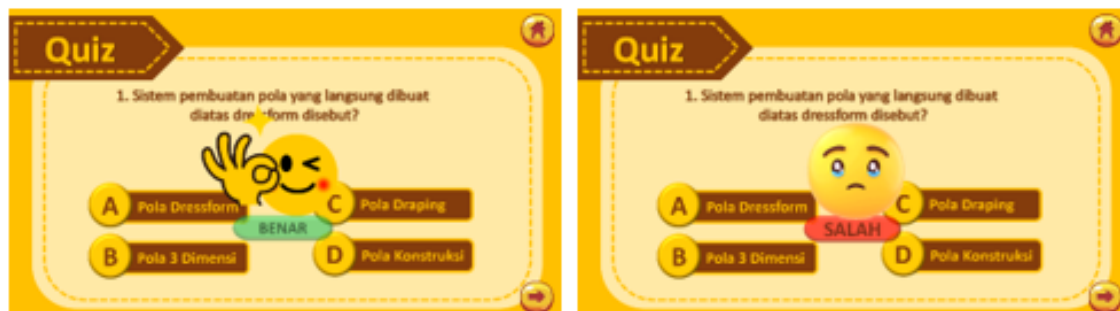 Quiz
1. Sistem pembuatan pola yang langsung dibuat
diatas dressform disebut?
A Pola Dressform
C Pola Draping
BENAR
B Pola 3 Dimensi
D Pola Konstruksi
Quiz
1. Sistem pembuatan pola yang langsung dibuat
diatas dressform disebut?
A Pola Dressform
C Pola Draping
SALAH
B Pola 3 Dimensi
D Pola Konstruksi